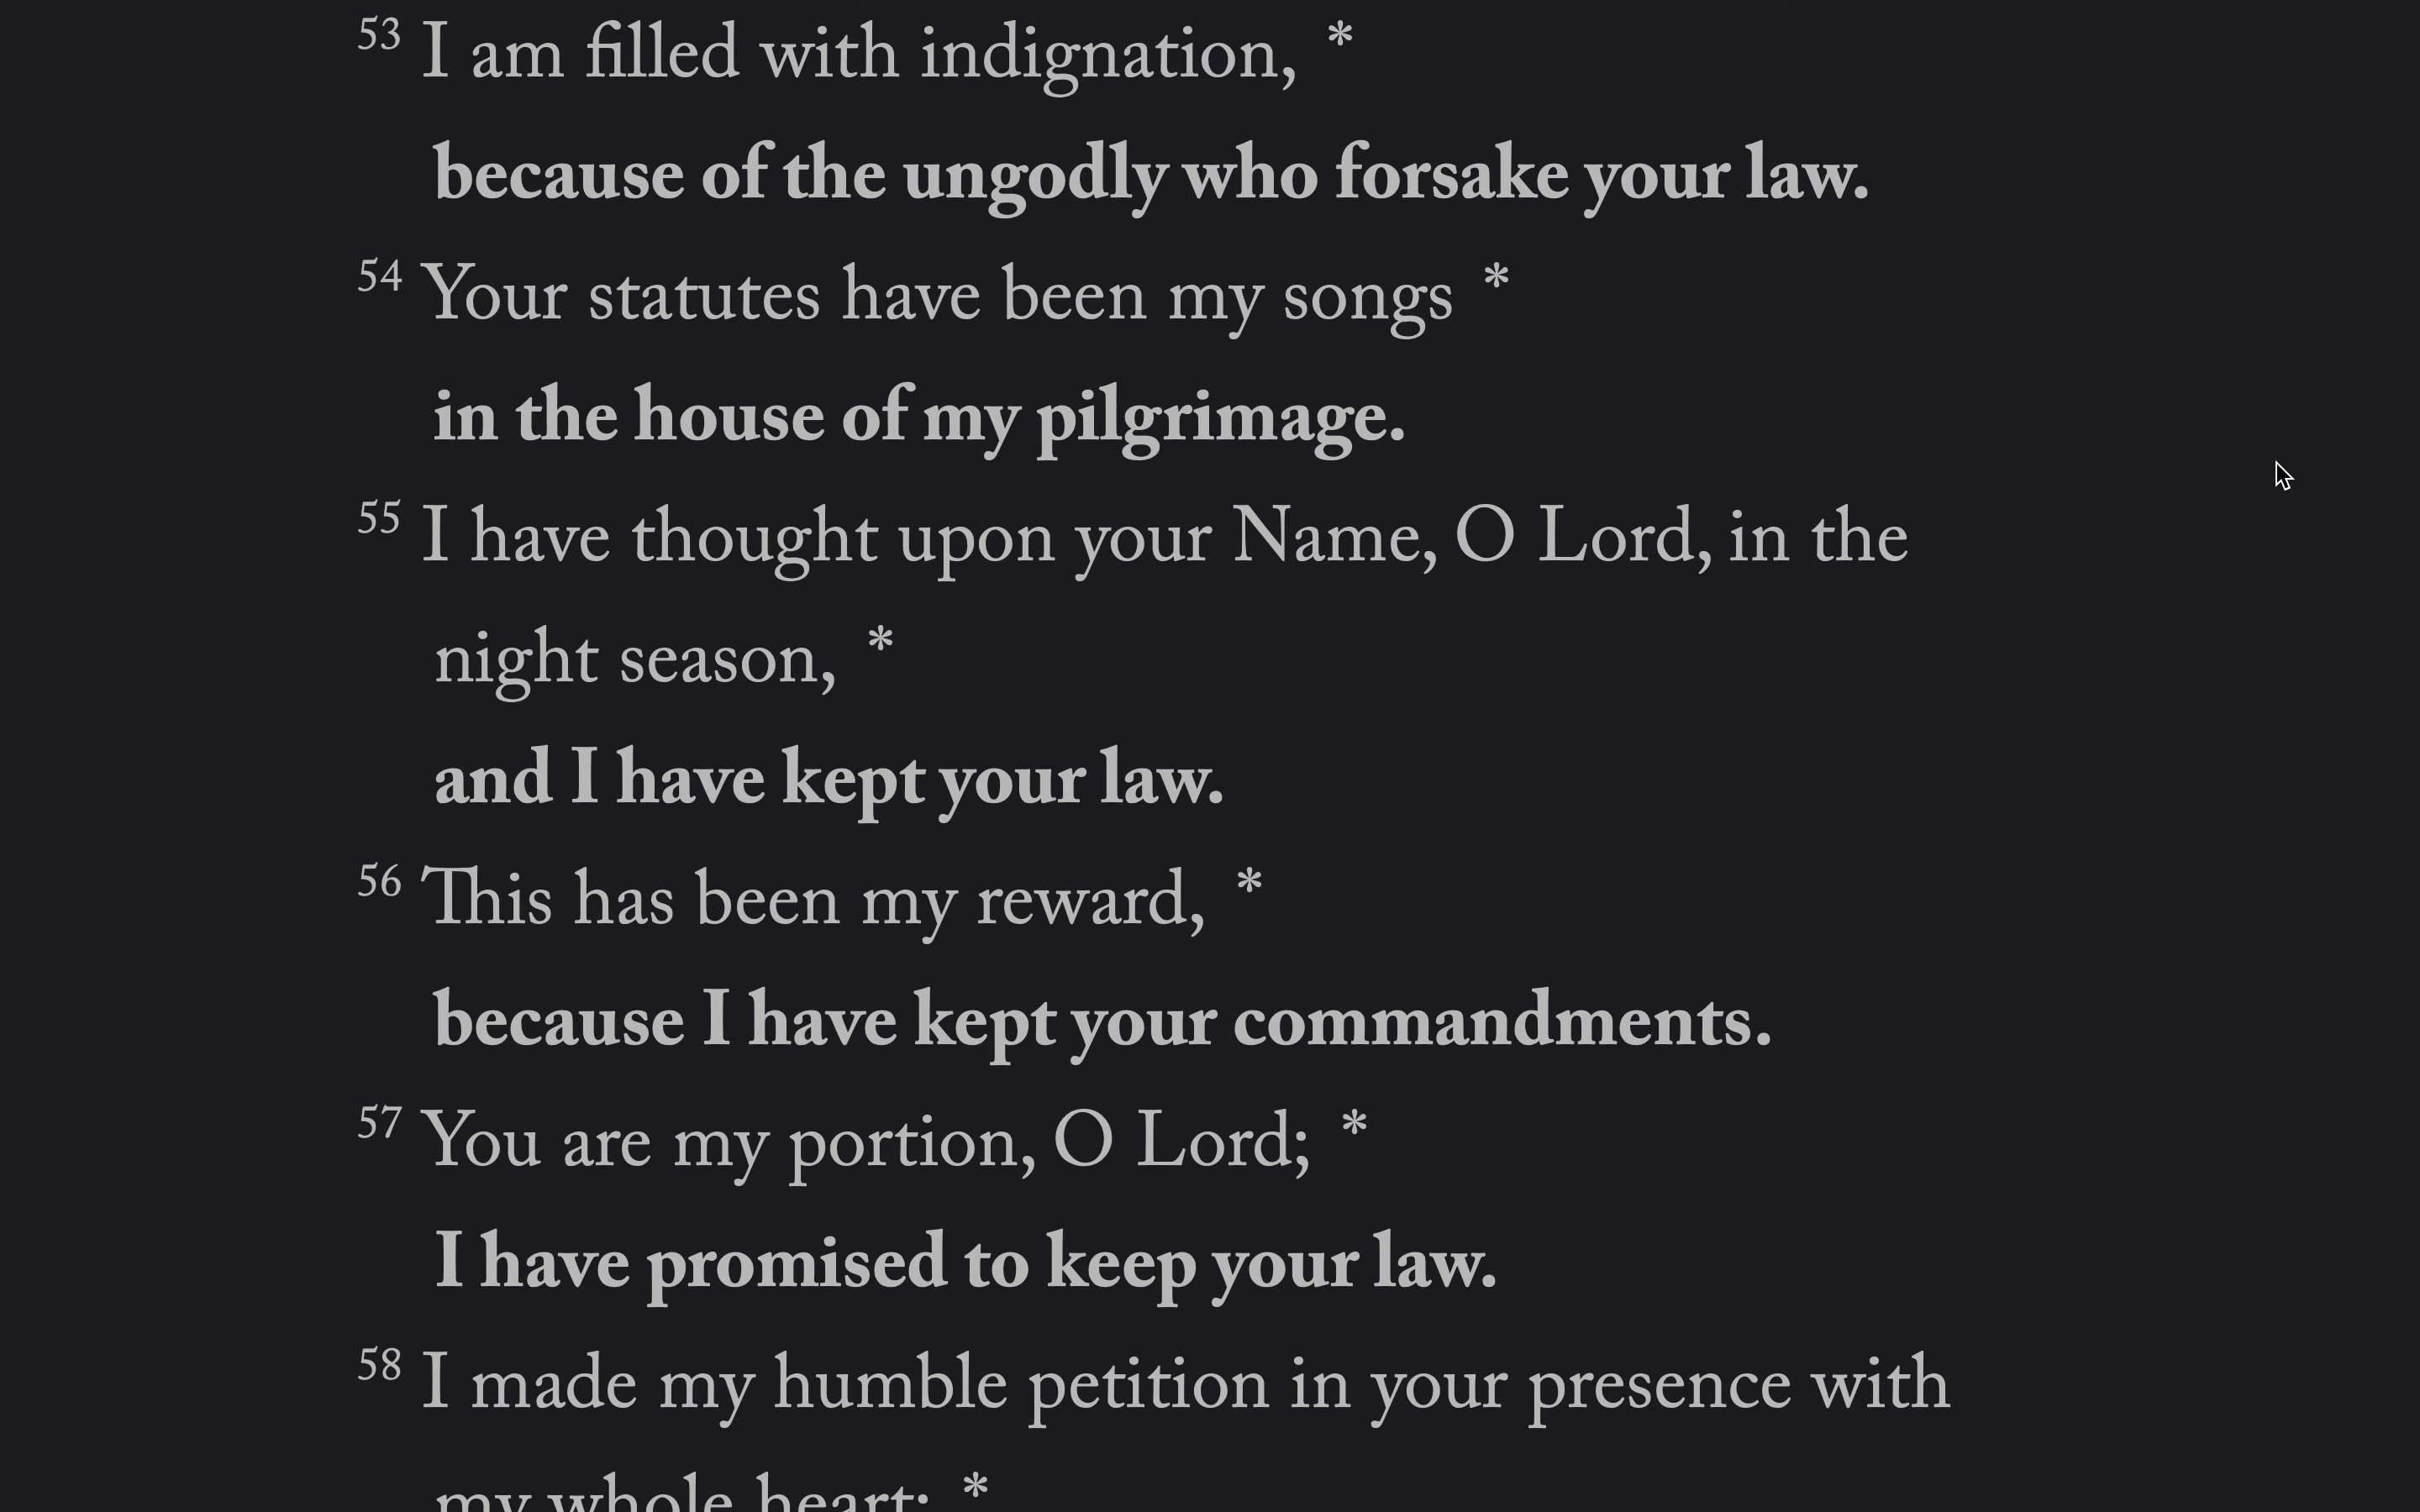 53 I am filled with indignation, *
because of the ungodly who forsake your law.
54 Your statutes have been my songs *
in the house of my pilgrimage.
55 I have thought upon your Name, O Lord, in the
night season, *
and I have kept your law.
56 This has been my reward, *
because I have kept your commandments.
57 You are my portion, O Lord; *
I have promised to keep your law.
58 I made my humble petition in your presence with
my whole heart; *